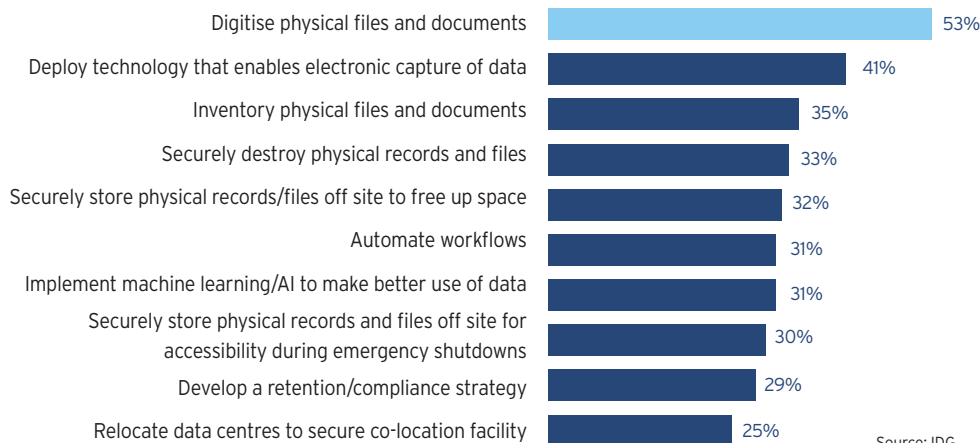 Digitise physical files and documents 53%
Deploy technology that enables electronic capture of data 41%
Inventory physical files and documents 35%
Securely destroy physical records and files 33%
Securely store physical records/files off site to free up space 32%
Automate workflows 31%
Implement machine learning/AI to make better use of data 31%
Securely store physical records and files off site for
accessibility during emergency shutdowns 30%
Develop a retention/compliance strategy 29%
Relocate data centres to secure co-location facility 25%
Source: IDG